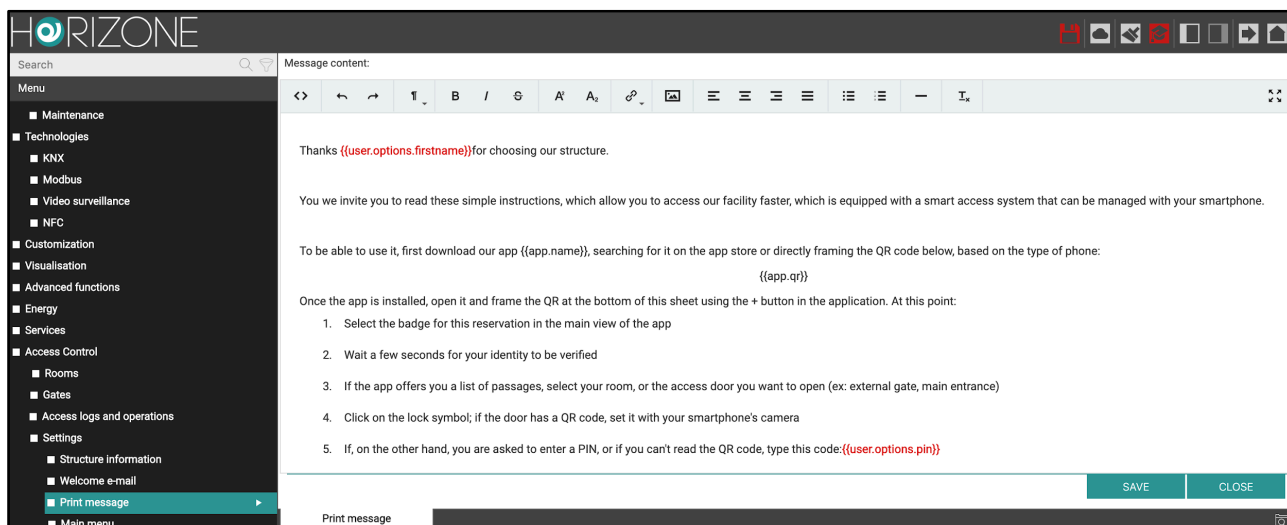 HORIZONE
Search
Menu
Maintenance
Technologies
KNX
Modbus
Video surveillance
NFC
Customization
Visualisation
Advanced functions
Energy
Services
Access Control
Rooms
Gates
Access logs and operations
Settings
Structure information
Welcome e-mail
Print message
Main menu
Message content:
<> ¶ B I S A² A₂ Tx
Thanks {{user.options.firstname}}for choosing our structure.
You we invite you to read these simple instructions, which allow you to access our facility faster, which is equipped with a smart access system that can be managed with your smartphone.
To be able to use it, first download our app {{app.name}}, searching for it on the app store or directly framing the QR code below, based on the type of phone:
{{app.qr}}
Once the app is installed, open it and frame the QR at the bottom of this sheet using the + button in the application. At this point:
1. Select the badge for this reservation in the main view of the app
2. Wait a few seconds for your identity to be verified
3. If the app offers you a list of passages, select your room, or the access door you want to open (ex: external gate, main entrance)
4. Click on the lock symbol; if the door has a QR code, set it with your smartphone's camera
5. If, on the other hand, you are asked to enter a PIN, or if you can't read the QR code, type this code:{{user.options.pin}}
SAVE CLOSE
Print message